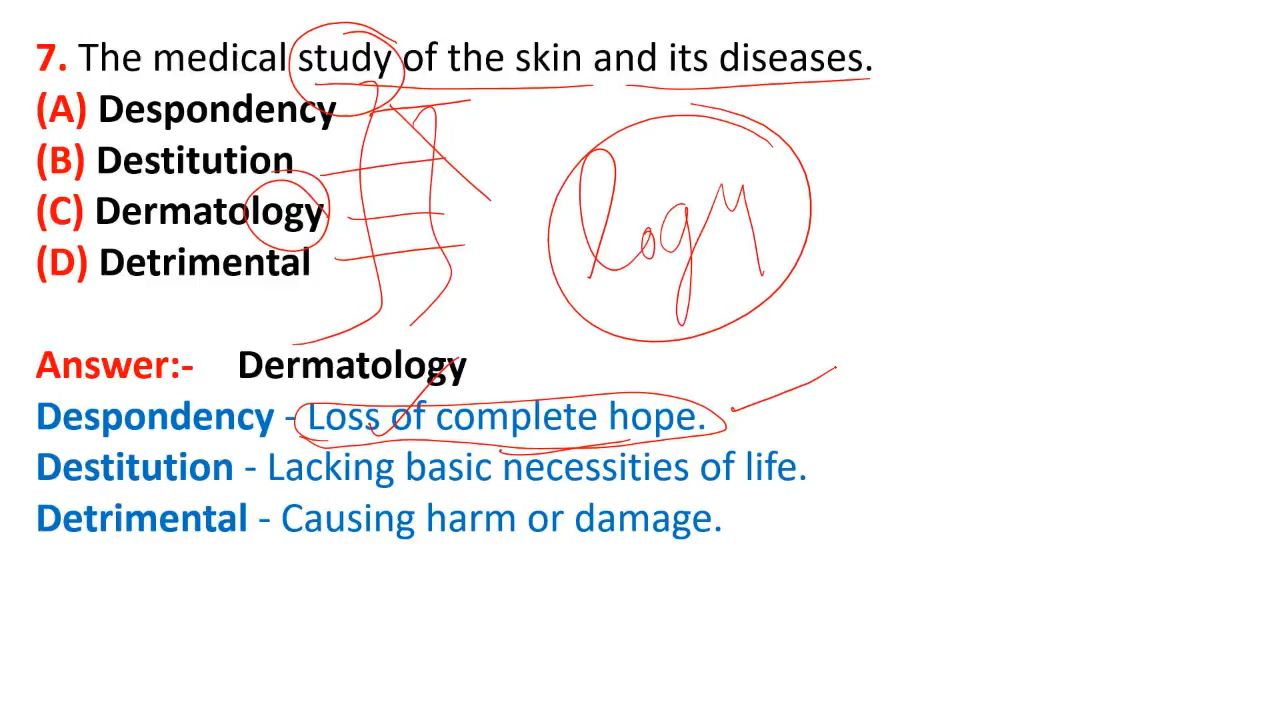 7. The medical study of the skin and its diseases.
(A) Despondency
(B) Destitution
(C) Dermatology
(D) Detrimental
logy
Answer:- Dermatology
Despondency - Loss of complete hope.
Destitution - Lacking basic necessities of life.
Detrimental - Causing harm or damage.